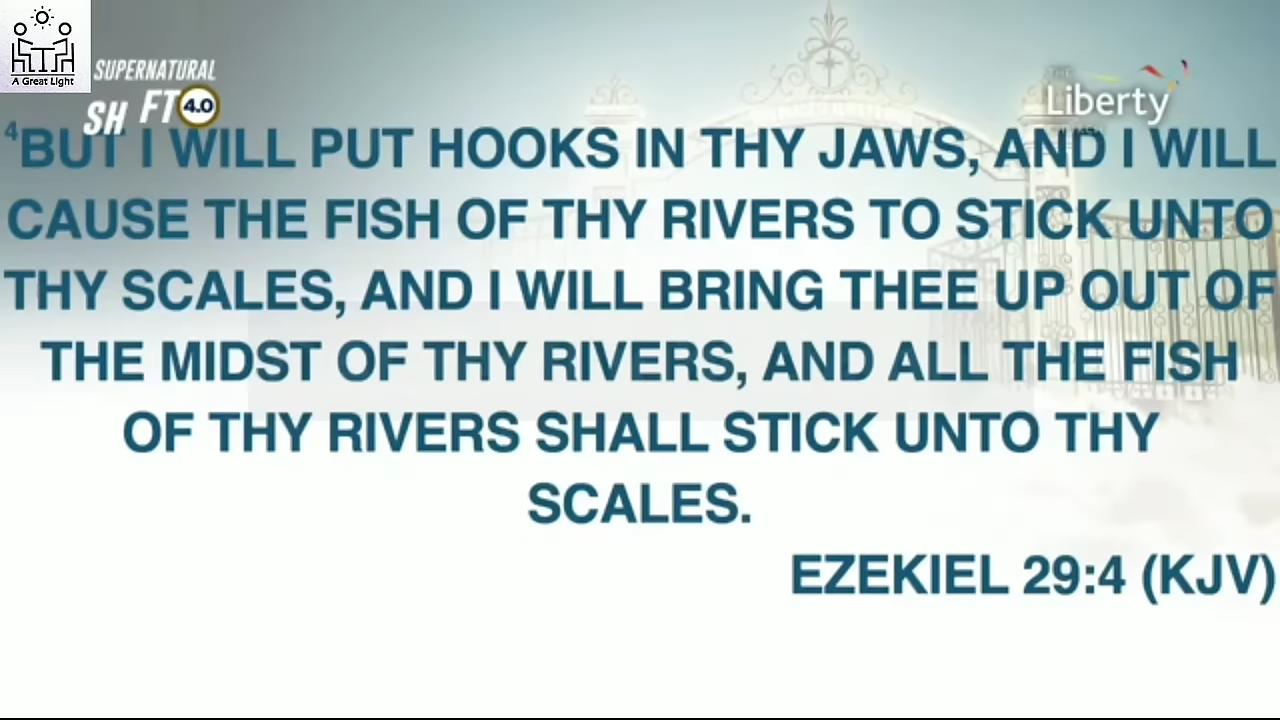 A Great Light
SUPERNATURAL
SH FT 4.0
THE
Liberty
4BUT I WILL PUT HOOKS IN THY JAWS, AND I WILL
CAUSE THE FISH OF THY RIVERS TO STICK UNTO
THY SCALES, AND I WILL BRING THEE UP OUT OF
THE MIDST OF THY RIVERS, AND ALL THE FISH
OF THY RIVERS SHALL STICK UNTO THY
SCALES.
EZEKIEL 29:4 (KJV)